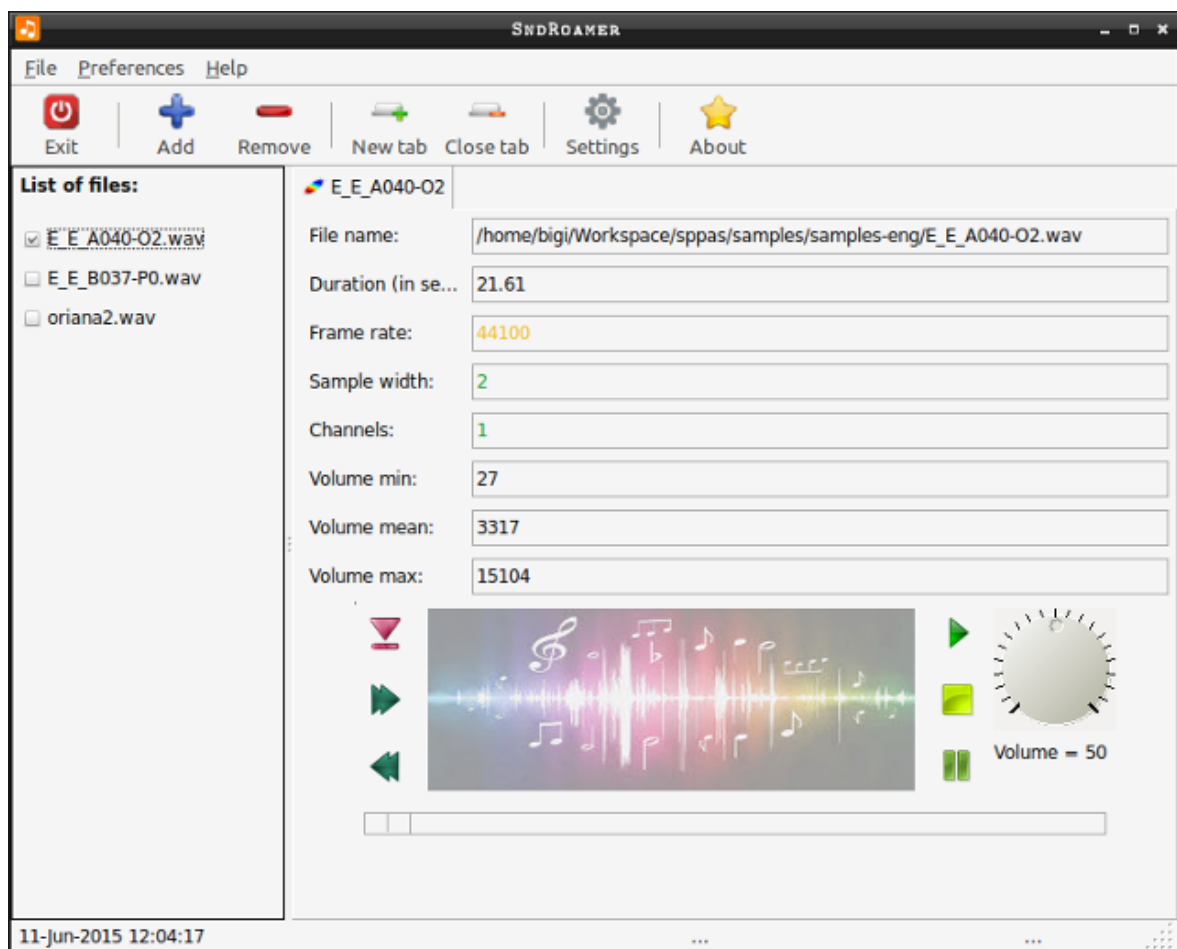 SNDROAMER
File Preferences Help
Exit Add Remove New tab Close tab Settings About
List of files:
E_E_A040-O2.wav
E_E_B037-P0.wav
oriana2.wav
E_E_A040-O2
File name: /home/bigi/Workspace/sppas/samples/samples-eng/E_E_A040-O2.wav
Duration (in se... 21.61
Frame rate: 44100
Sample width: 2
Channels: 1
Volume min: 27
Volume mean: 3317
Volume max: 15104
Volume = 50
11-Jun-2015 12:04:17 ... ...